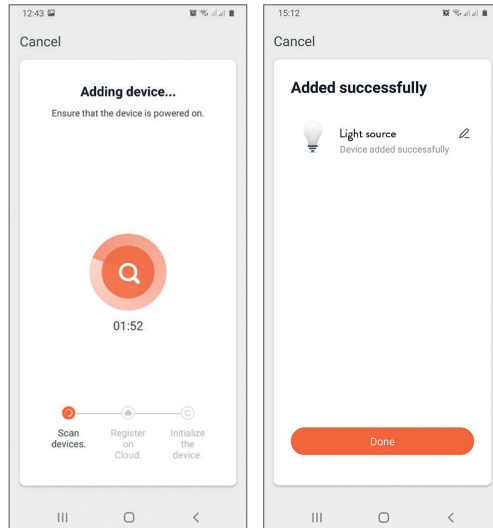 12:43
Cancel
Adding device...
Ensure that the device is powered on.
01:52
Scan
devices.
Register
on
Cloud.
Initialize
the
device.
15:12
Cancel
Added successfully
Light source
Device added successfully
Done